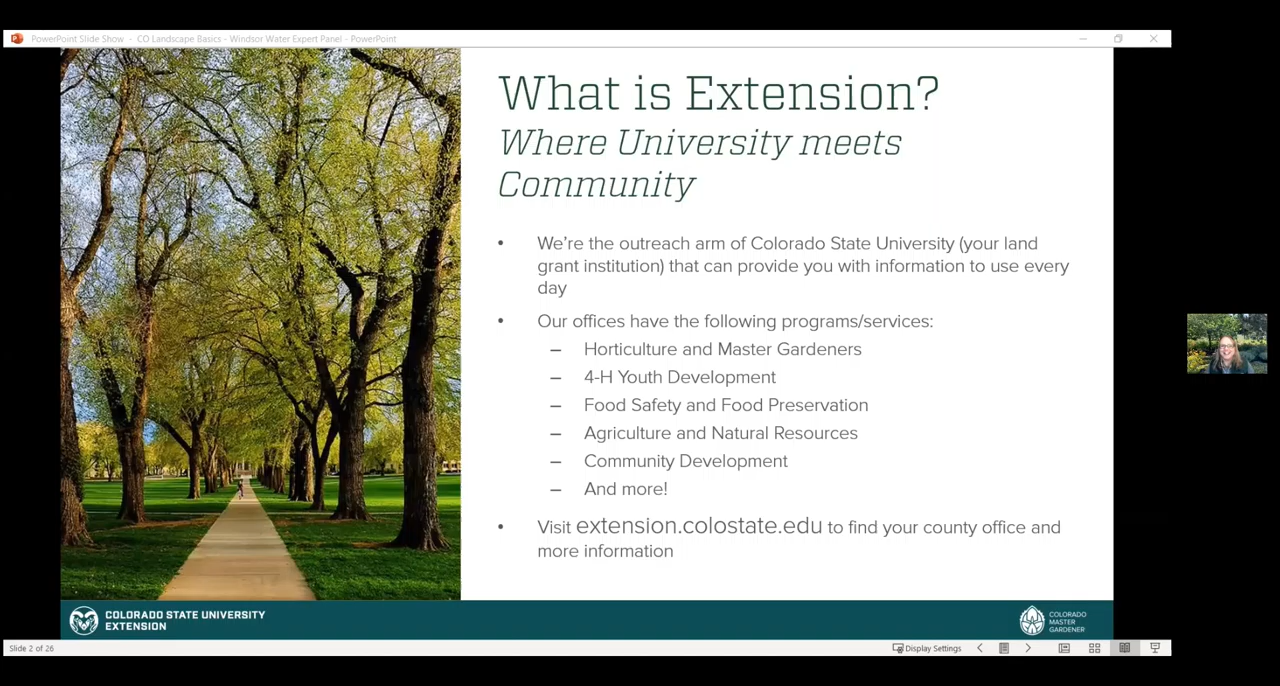 PowerPoint Slide Show - CO Landscape Basics - Windsor Water Expert Panel - PowerPoint
What is Extension?
Where University meets
Community
• We're the outreach arm of Colorado State University (your land
grant institution) that can provide you with information to use every
day
• Our offices have the following programs/services:
– Horticulture and Master Gardeners
– 4-H Youth Development
– Food Safety and Food Preservation
– Agriculture and Natural Resources
– Community Development
– And more!
• Visit extension.colostate.edu to find your county office and
more information
COLORADO STATE UNIVERSITY
EXTENSION
COLORADO
MASTER
GARDENER
Slide 2 of 26
Display Settings